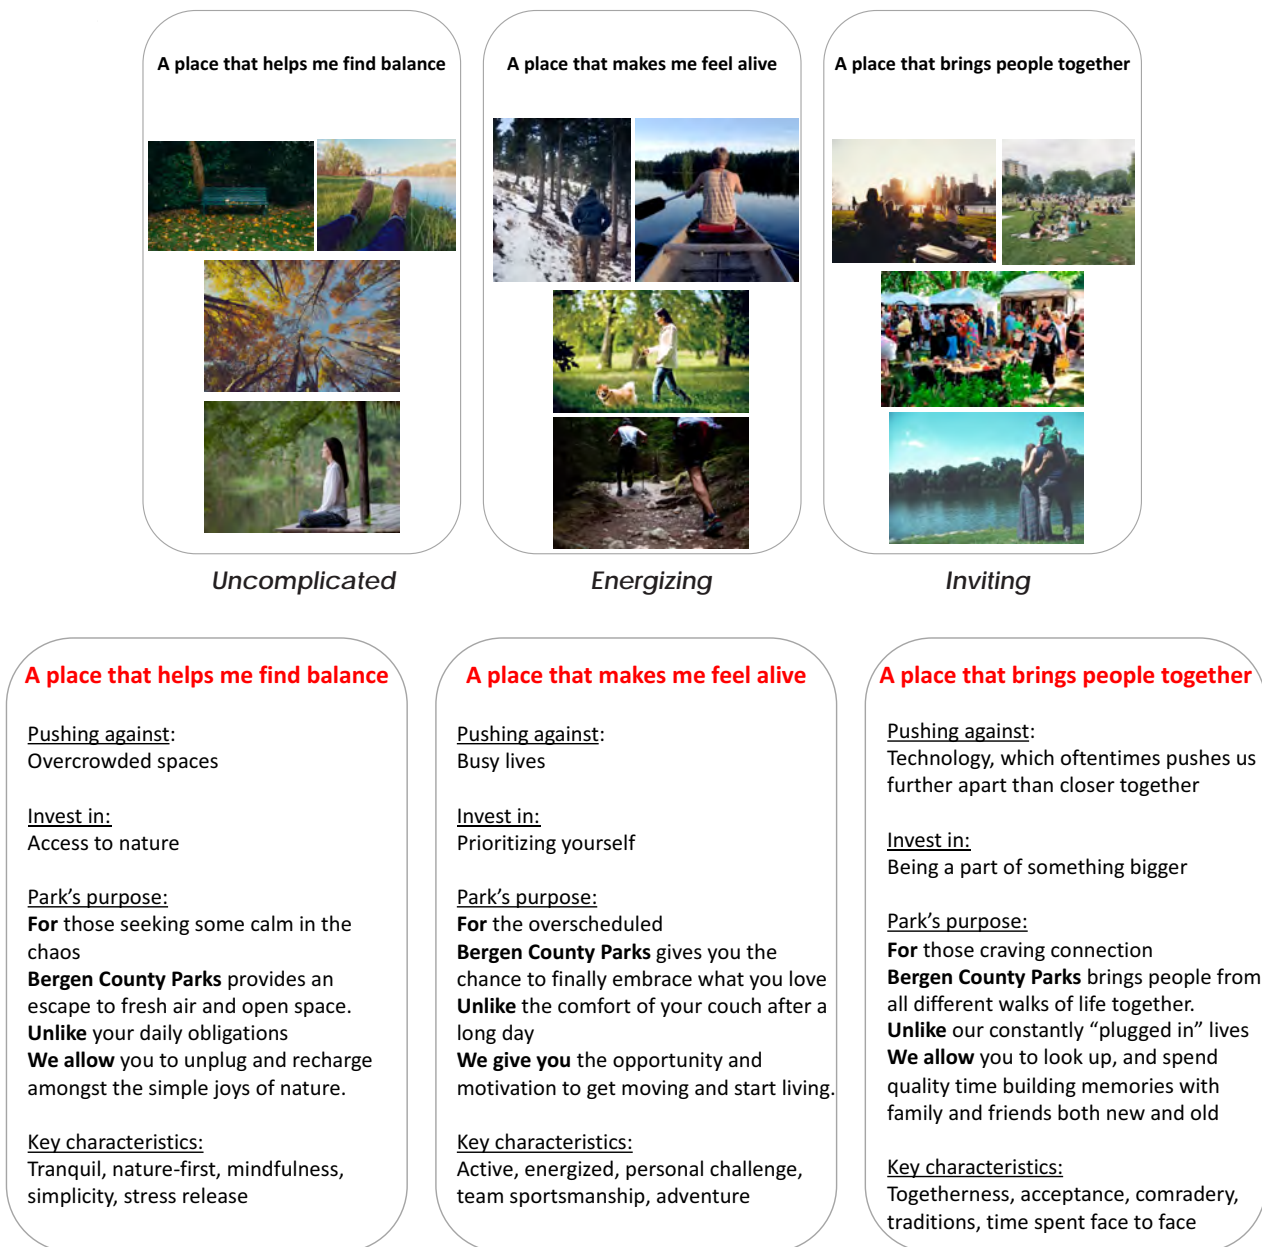 A place that helps me find balance
A place that makes me feel alive
A place that brings people together
Uncomplicated
Energizing
Inviting
A place that helps me find balance
Pushing against:
Overcrowded spaces
Invest in:
Access to nature
Park’s purpose:
For those seeking some calm in the
chaos
Bergen County Parks provides an
escape to fresh air and open space.
Unlike your daily obligations
We allow you to unplug and recharge
amongst the simple joys of nature.
Key characteristics:
Tranquil, nature-first, mindfulness,
simplicity, stress release
A place that makes me feel alive
Pushing against:
Busy lives
Invest in:
Prioritizing yourself
Park’s purpose:
For the overscheduled
Bergen County Parks gives you the
chance to finally embrace what you love
Unlike the comfort of your couch after a
long day
We give you the opportunity and
motivation to get moving and start living.
Key characteristics:
Active, energized, personal challenge,
team sportsmanship, adventure
A place that brings people together
Pushing against:
Technology, which oftentimes pushes us
further apart than closer together
Invest in:
Being a part of something bigger
Park’s purpose:
For those craving connection
Bergen County Parks brings people from
all different walks of life together.
Unlike our constantly “plugged in” lives
We allow you to look up, and spend
quality time building memories with
family and friends both new and old
Key characteristics:
Togetherness, acceptance, comradery,
traditions, time spent face to face